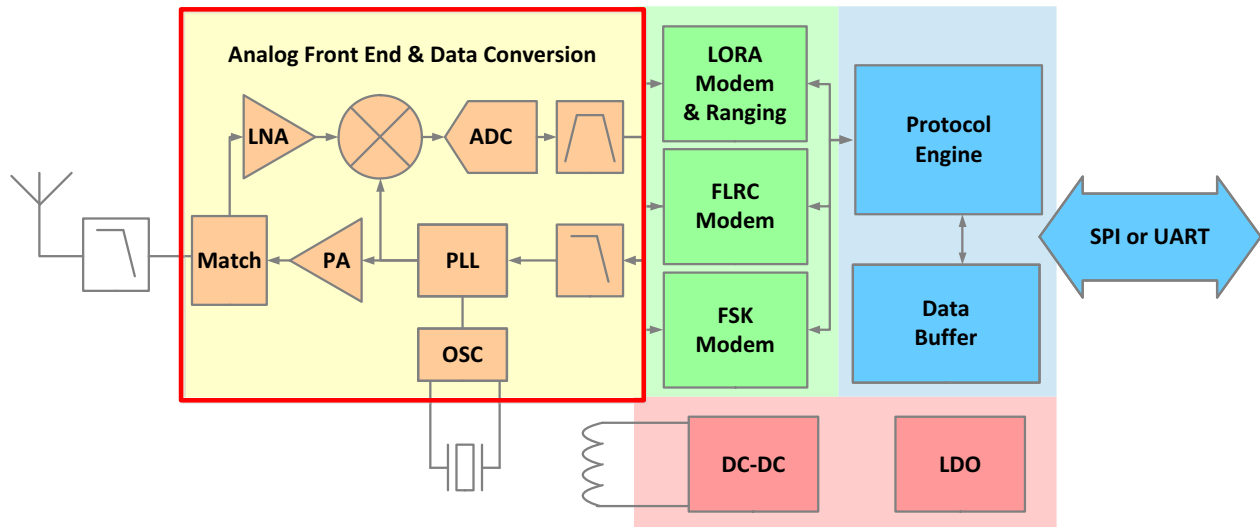 Analog Front End & Data Conversion
LNA
ADC
Match
PA
PLL
OSC
LORA
Modem
& Ranging
FLRC
Modem
FSK
Modem
Protocol
Engine
Data
Buffer
SPI or UART
DC-DC
LDO